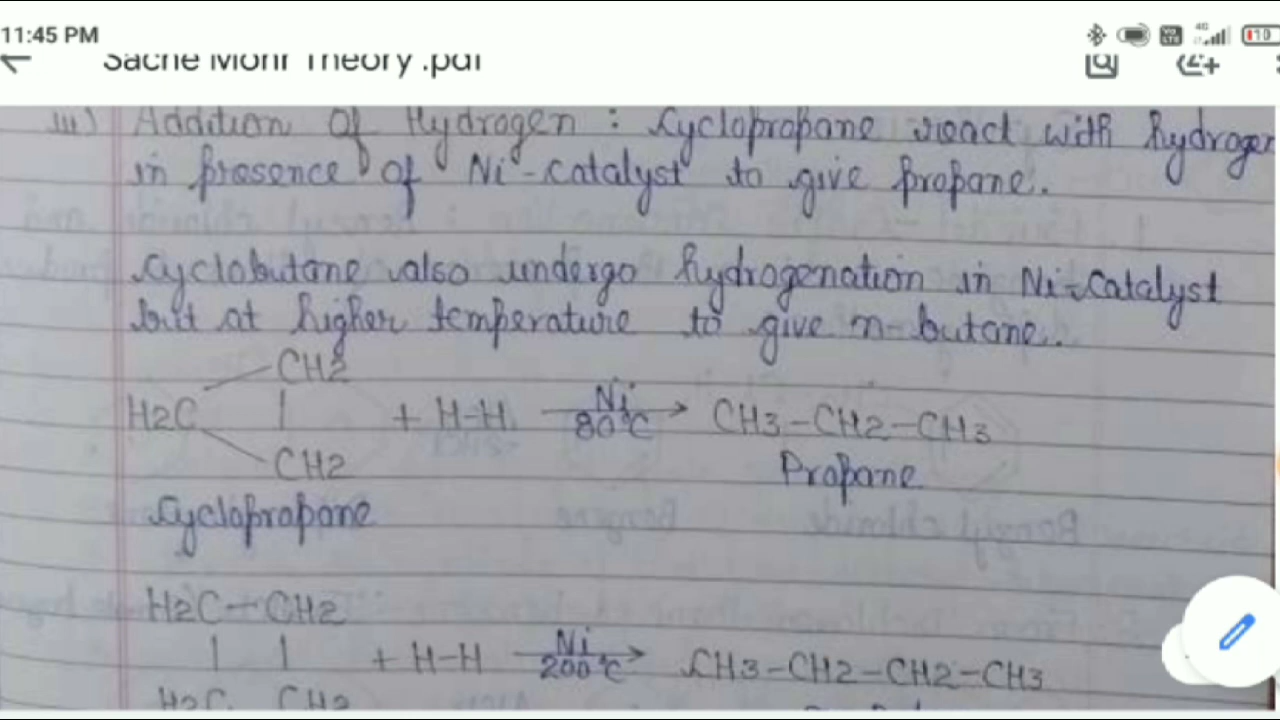 11:45 PM
Sache Mohr Theory .pdf
iii) Addition Of Hydrogen : Cyclopropane react with hydrogen
in presence of Ni-catalyst to give propane.
Cyclobutane also undergo hydrogenation in Ni-Catalyst
but at higher temperature to give n-butane.
CH2
H2C | + H-H Ni 80°C → CH3-CH2-CH3
CH2 Propane
Cyclopropane
H2C-CH2
| | + H-H Ni 200°C → CH3-CH2-CH2-CH3
H2C CH2